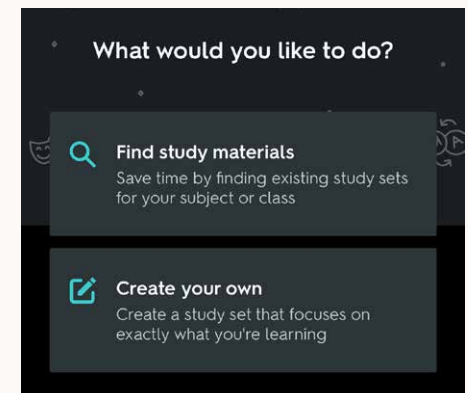 What would you like to do?
Find study materials
Save time by finding existing study sets
for your subject or class
Create your own
Create a study set that focuses on
exactly what you're learning